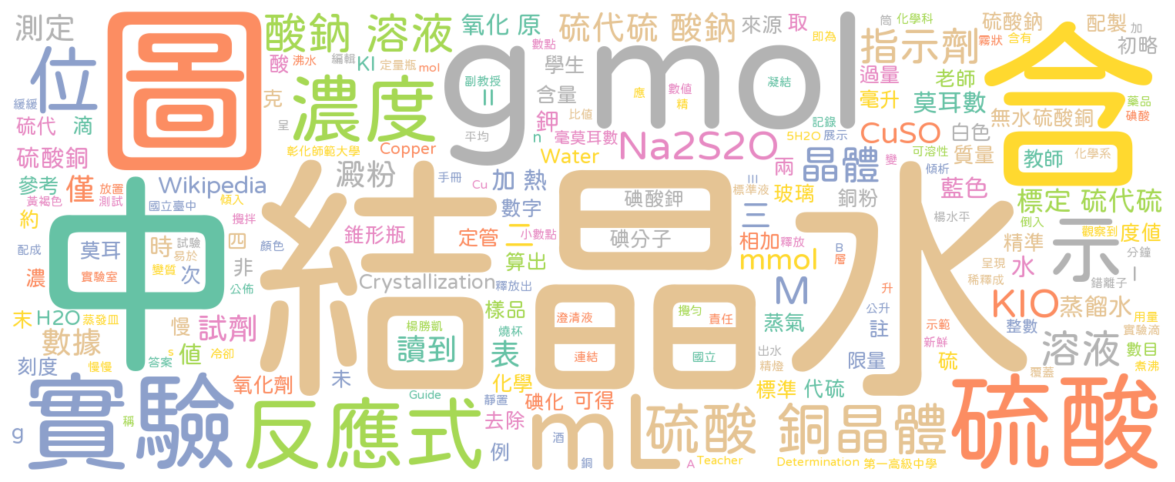 測定
位
圖
酸鈉 溶液
氧化 原
硫代硫 酸鈉
來源 取
指示劑
化學科
硫酸鈉
配製
加
霧狀
含有
初略
含
數點
筒
即為
沸水
編輯
酸
KI
定量瓶
mol
濃度
g mol
副教授
II
學生
凝結
數值
過量
老師
無水硫酸銅
藥品
碘酸
緩緩
硫代
滴
克
呈
含量
鉀
應
精
比值
毫升
莫耳數
毫莫耳數
n
平均
記錄
5H2O
展示
CuSO
白色
硫酸銅
彰化師範大學
Copper
Water
Na2S2O
兩
晶體
變
可溶性
質量
教師
化學系
參考
僅
放置
測試
Wikipedia
澱粉
手冊
Cu
加 熱
碘酸鉀
III
標準液
玻璃
傾析
銅粉
藍色
標定 硫代硫
黃褐色
國立臺中
傾入
約
中
結晶水
數字
三
楊水平
倒入
攪拌
配成
莫耳
時
試驗
易於
四
顏色
錐形瓶
定管
二
小數點
碘分子
相加
釋放
B
層
示
精準
觀察到
度值
呈現
分鐘
濃
實驗室
變質
次
非
公佈
算出
mmol
水
I
錯離子
稀釋成
Crystallization
釋放出
M
升
KIO
蒸餾水
末
H2O
蒸發皿
慢
試劑
樣品
楊勝凱
澄清液
攪勻
責任
蒸氣
公升
註
整數
用量
實驗滴
數據
答案
s
值
冷卻
讀到
燒杯
連結
國立
出水
精燈
示範
新鮮
溶液
數目
刻度
慢慢
未
表
限量
硫
煮沸
覆蓋
實驗
氧化劑
化學
Guide
碘化
可得
標準
代硫
稱
反應式
靜置
去除
mL
硫酸
銅晶體
硫酸
g
例
酒
銅
A
Teacher
Determination
第一高級中學